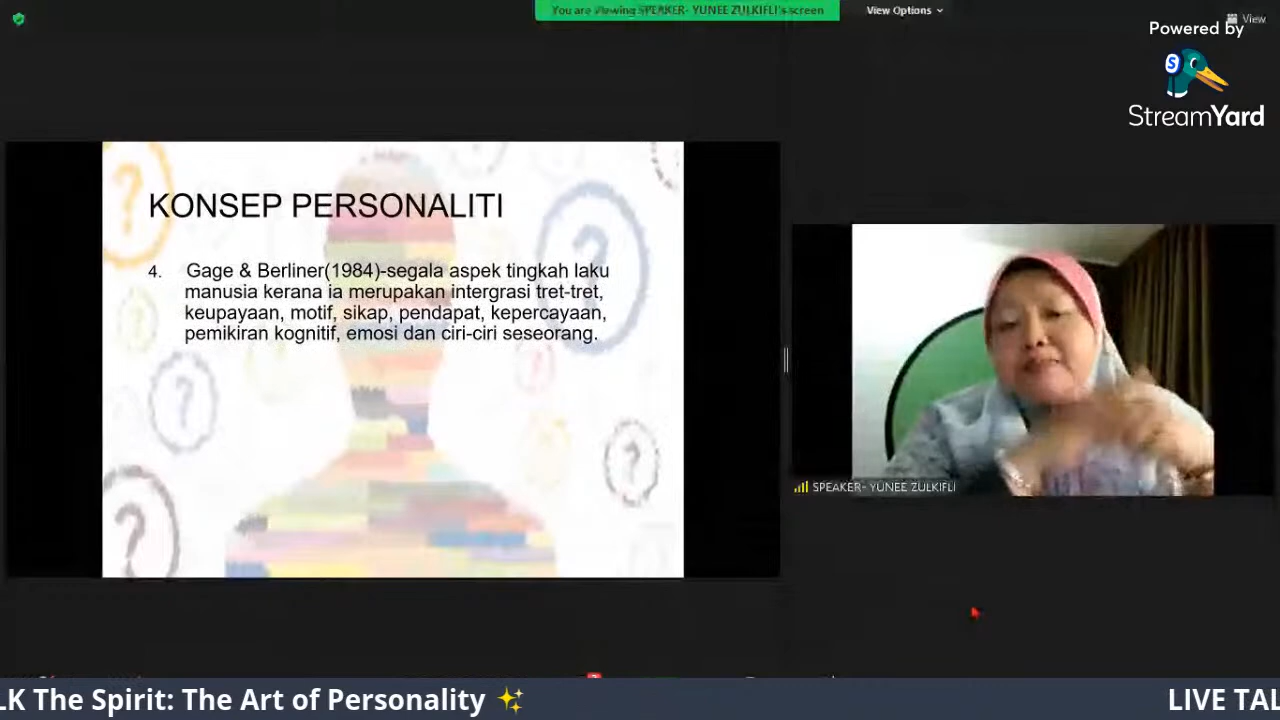 You are viewing SPEAKER- YUNEE ZULKIFLI's screen
View Options
View
Powered by
S
StreamYard
KONSEP PERSONALITI
4. Gage & Berliner(1984)-segala aspek tingkah laku
manusia kerana ia merupakan intergrasi tret-tret,
keupayaan, motif, sikap, pendapat, kepercayaan,
pemikiran kognitif, emosi dan ciri-ciri seseorang.
SPEAKER- YUNEE ZULKIFLI
LK The Spirit: The Art of Personality ✨ LIVE TAL